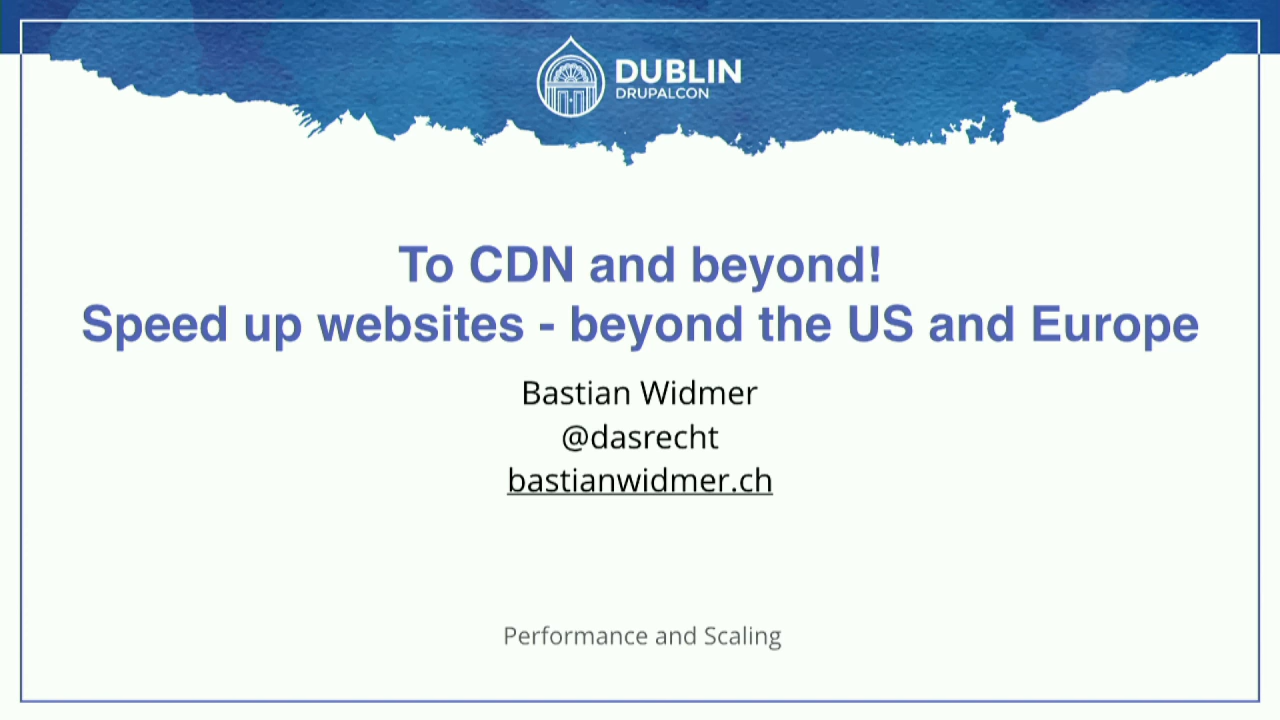 DUBLIN
DRUPALCON
To CDN and beyond!
Speed up websites - beyond the US and Europe
Bastian Widmer
@dasrecht
bastianwidmer.ch
Performance and Scaling